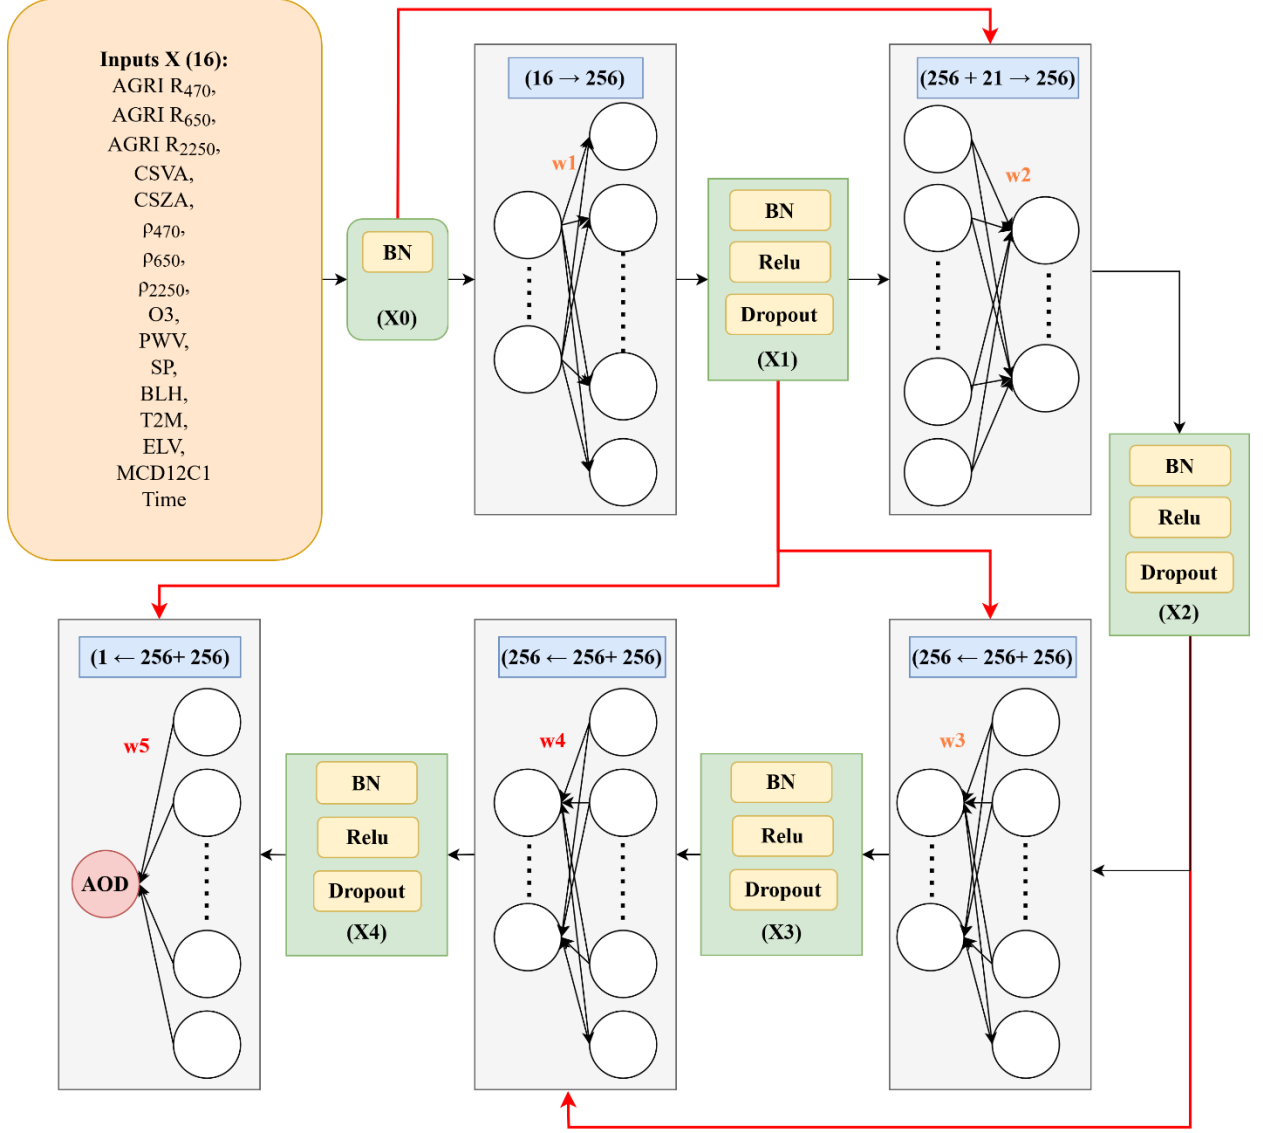 Inputs X (16):
AGRI R470,
AGRI R650,
AGRI R2250,
CSVA,
CSZA,
ρ470,
ρ650,
ρ2250,
O3,
PWV,
SP,
BLH,
T2M,
ELV,
MCD12C1
Time
BN
(X0)
(16 → 256)
w1
BN
Relu
Dropout
(X1)
(256 + 21 → 256)
w2
BN
Relu
Dropout
(X2)
(256 ← 256+ 256)
w3
BN
Relu
Dropout
(X3)
(256 ← 256+ 256)
w4
BN
Relu
Dropout
(X4)
(1 ← 256+ 256)
w5
AOD